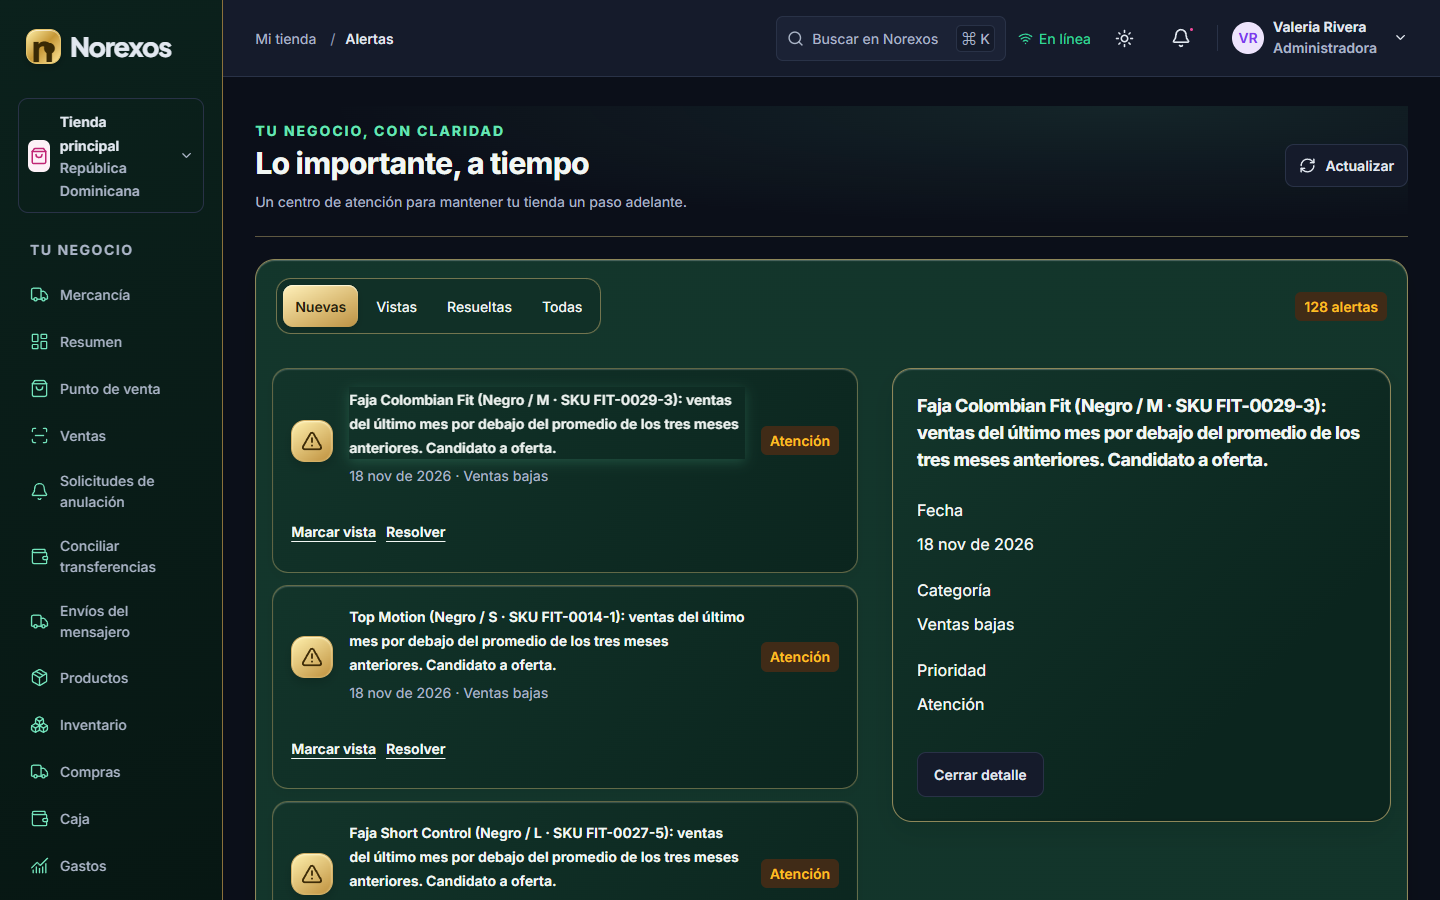 Norexos
Tienda
principal
República
Dominicana
TU NEGOCIO
Mercancía
Resumen
Punto de venta
Ventas
Solicitudes de
anulación
Conciliar
transferencias
Envíos del
mensajero
Productos
Inventario
Compras
Caja
Gastos
Mi tienda / Alertas
Buscar en Norexos ⌘ K
En línea
VR
Valeria Rivera
Administradora
TU NEGOCIO, CON CLARIDAD
Lo importante, a tiempo
Un centro de atención para mantener tu tienda un paso adelante.
Actualizar
Nuevas Vistas Resueltas Todas
128 alertas
Faja Colombian Fit (Negro / M · SKU FIT-0029-3): ventas
del último mes por debajo del promedio de los tres meses
anteriores. Candidato a oferta.
18 nov de 2026 · Ventas bajas
Atención
Marcar vista Resolver
Top Motion (Negro / S · SKU FIT-0014-1): ventas del último
mes por debajo del promedio de los tres meses
anteriores. Candidato a oferta.
18 nov de 2026 · Ventas bajas
Atención
Marcar vista Resolver
Faja Short Control (Negro / L · SKU FIT-0027-5): ventas
del último mes por debajo del promedio de los tres meses
anteriores. Candidato a oferta.
Atención
Faja Colombian Fit (Negro / M · SKU FIT-0029-3):
ventas del último mes por debajo del promedio de los
tres meses anteriores. Candidato a oferta.
Fecha
18 nov de 2026
Categoría
Ventas bajas
Prioridad
Atención
Cerrar detalle